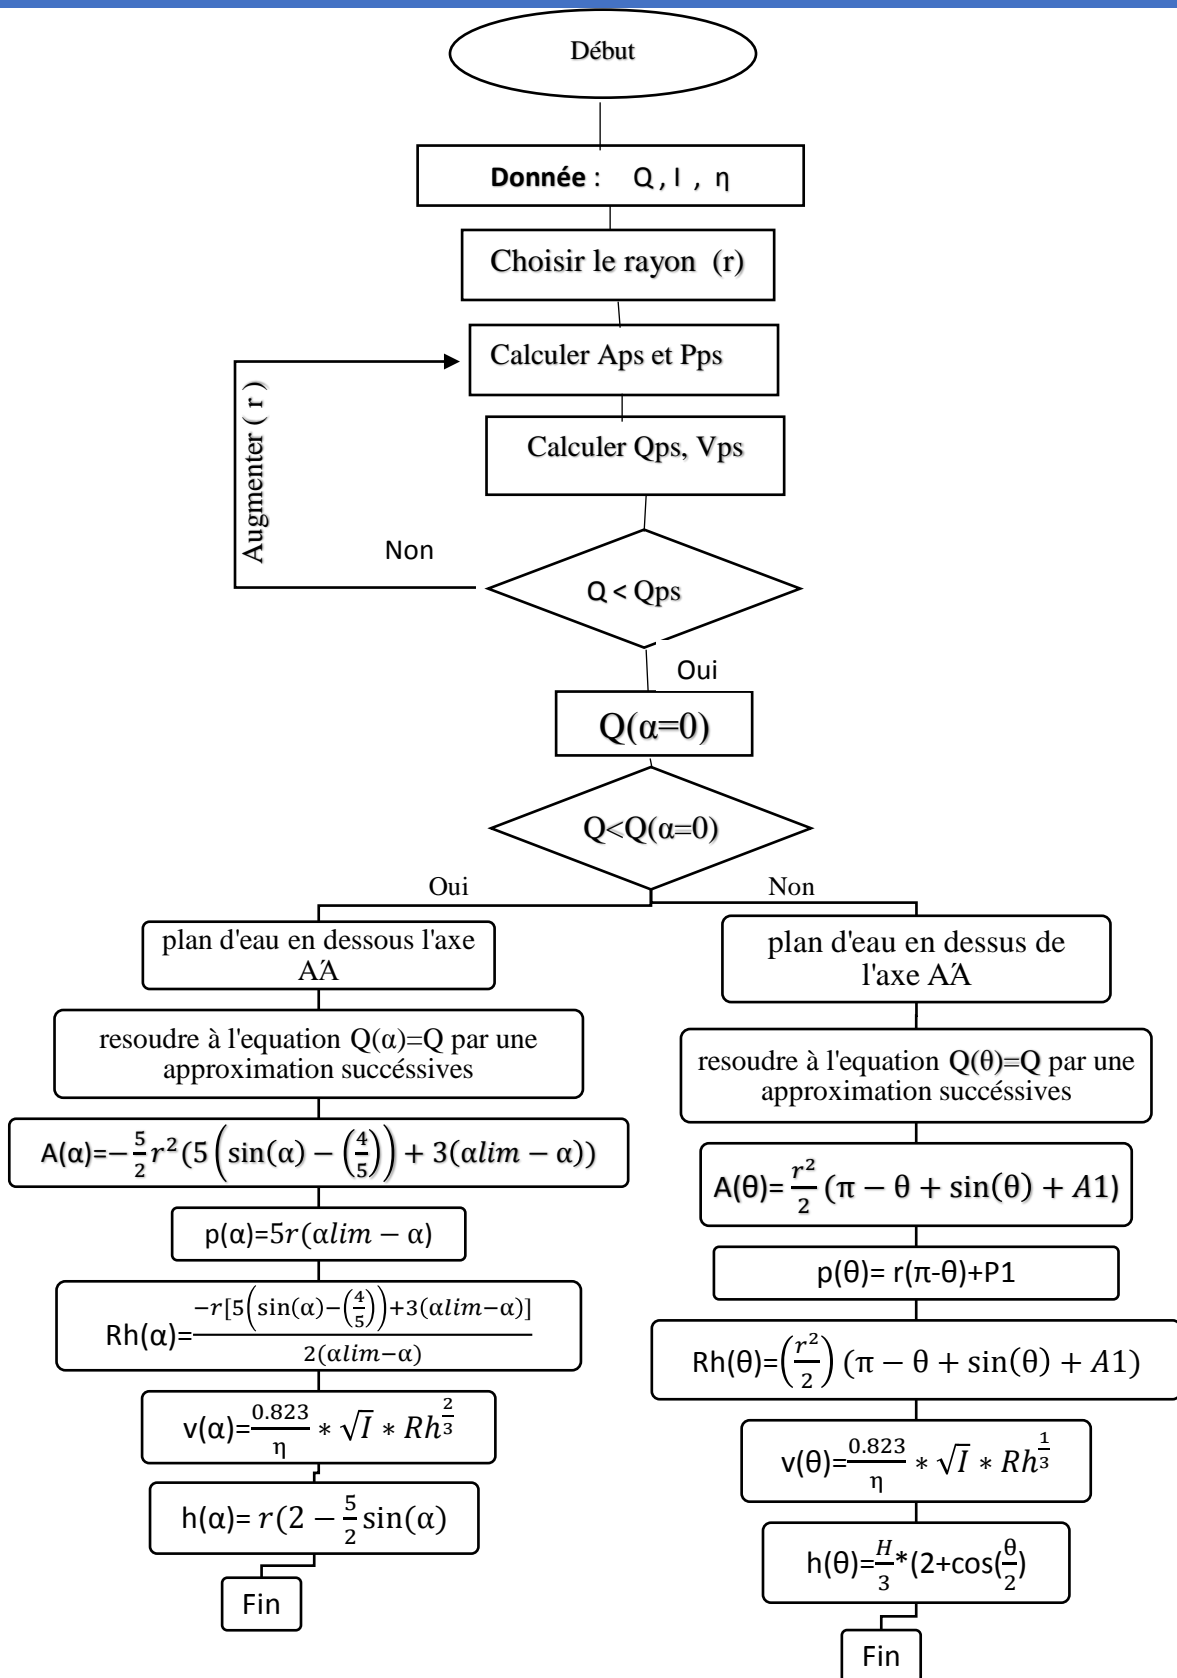 Début
Donnée : Q , I , η
Choisir le rayon (r)
Calculer Aps et Pps
Augmenter ( r )
Calculer Qps, Vps
Non
Q < Qps
Oui
Q(α=0)
Q<Q(α=0)
Oui
plan d'eau en dessous l'axe
AÁ
resoudre à l'equation Q(α)=Q par une
approximation succéssives
A(α)=−5/2 r²(5(sin(α) − (4/5)) + 3(αlim − α))
p(α)=5r(αlim − α)
Rh(α)=−r[5(sin(α)−(4/5))+3(αlim−α)] / 2(αlim−α)
v(α)=0.823/η ∗ √I ∗ Rh^(2/3)
h(α)= r(2 − 5/2 sin(α)
Fin
Non
plan d'eau en dessus de
l'axe AÁ
resoudre à l'equation Q(θ)=Q par une
approximation succéssives
A(θ)= r²/2 (π − θ + sin(θ) + A1)
p(θ)= r(π-θ)+P1
Rh(θ)=(r²/2) (π − θ + sin(θ) + A1)
v(θ)=0.823/η ∗ √I ∗ Rh^(1/3)
h(θ)=H/3*(2+cos(θ/2)
Fin